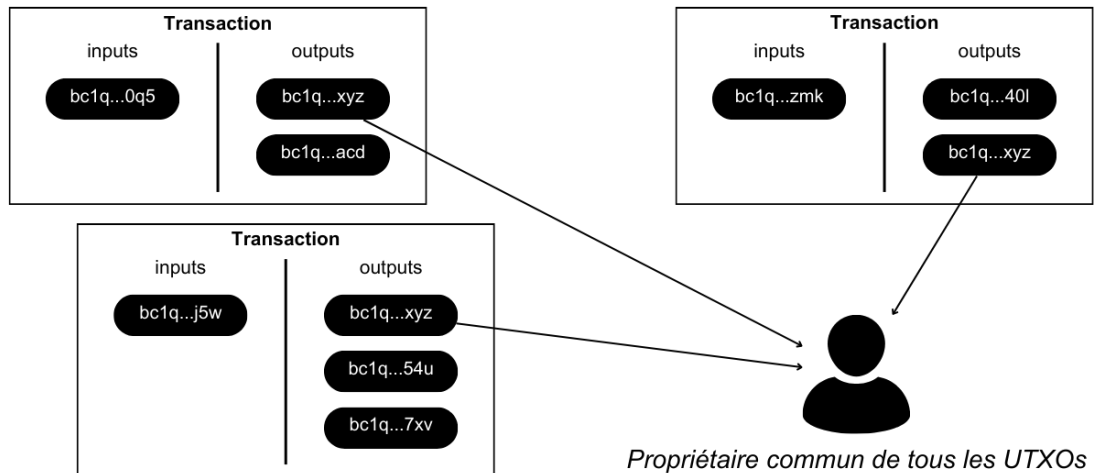 Transaction
inputs
outputs
bc1q...0q5
bc1q...xyz
bc1q...acd
Transaction
inputs
outputs
bc1q...zmk
bc1q...40l
bc1q...xyz
Transaction
inputs
outputs
bc1q...j5w
bc1q...xyz
bc1q...54u
bc1q...7xv
Propriétaire commun de tous les UTXOs